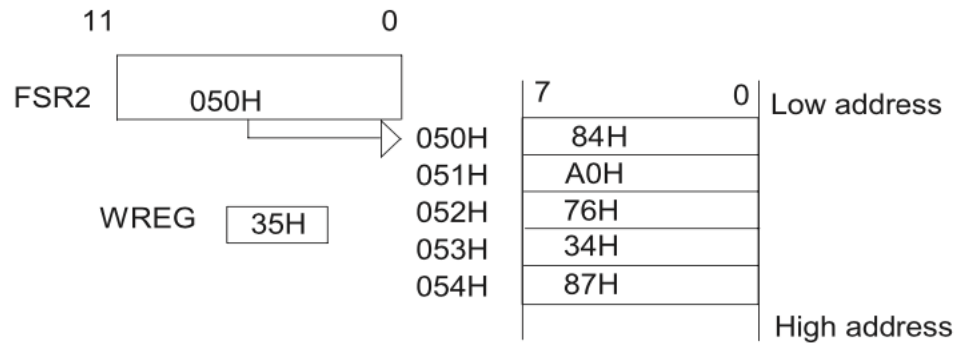 11 0
FSR2 050H
7 0 Low address
050H 84H
051H A0H
052H 76H
WREG 35H
053H 34H
054H 87H
High address